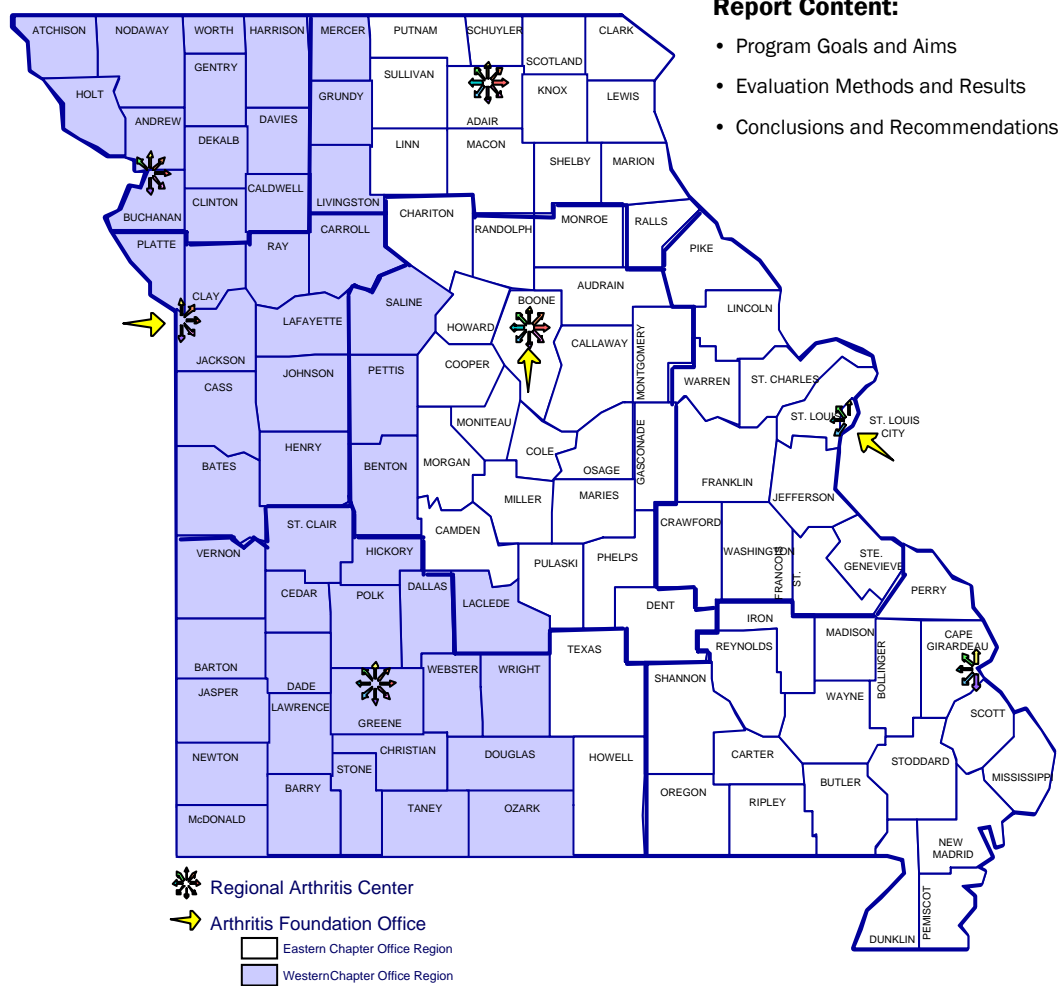 Report Content:
• Program Goals and Aims
• Evaluation Methods and Results
• Conclusions and Recommendations
ATCHISON
NODAWAY
WORTH
HARRISON
MERCER
PUTNAM
SCHUYLER
CLARK
SCOTLAND
GENTRY
SULLIVAN
HOLT
GRUNDY
KNOX
LEWIS
ANDREW
DAVIES
ADAIR
DEKALB
LINN
MACON
SHELBY
MARION
CALDWELL
CLINTON
LIVINGSTON
BUCHANAN
CHARITON
MONROE
RALLS
RANDOLPH
CARROLL
PLATTE
RAY
PIKE
AUDRAIN
CLAY
SALINE
BOONE
LINCOLN
LAFAYETTE
HOWARD
CALLAWAY
MONTGOMERY
JACKSON
COOPER
JOHNSON
PETTIS
WARREN
ST. CHARLES
CASS
ST. LOUIS
ST. LOUIS
CITY
MONITEAU
HENRY
COLE
GASCONADE
BATES
BENTON
MORGAN
OSAGE
FRANKLIN
MILLER
MARIES
JEFFERSON
ST. CLAIR
CAMDEN
CRAWFORD
VERNON
HICKORY
PULASKI
PHELPS
WASHINGTON
FRANCOIS
ST.
STE.
GENEVIEVE
CEDAR
POLK
DALLAS
LACLEDE
DENT
PERRY
IRON
MADISON
CAPE
GIRARDEAU
TEXAS
REYNOLDS
BOLLINGER
BARTON
WEBSTER
WRIGHT
SHANNON
DADE
JASPER
WAYNE
LAWRENCE
SCOTT
GREENE
NEWTON
CHRISTIAN
DOUGLAS
HOWELL
CARTER
STODDARD
STONE
MISSISSIPPI
BARRY
BUTLER
OREGON
RIPLEY
TANEY
OZARK
McDONALD
NEW
MADRID
PEMISCOT
DUNKLIN
Regional Arthritis Center
Arthritis Foundation Office
Eastern Chapter Office Region
WesternChapter Office Region